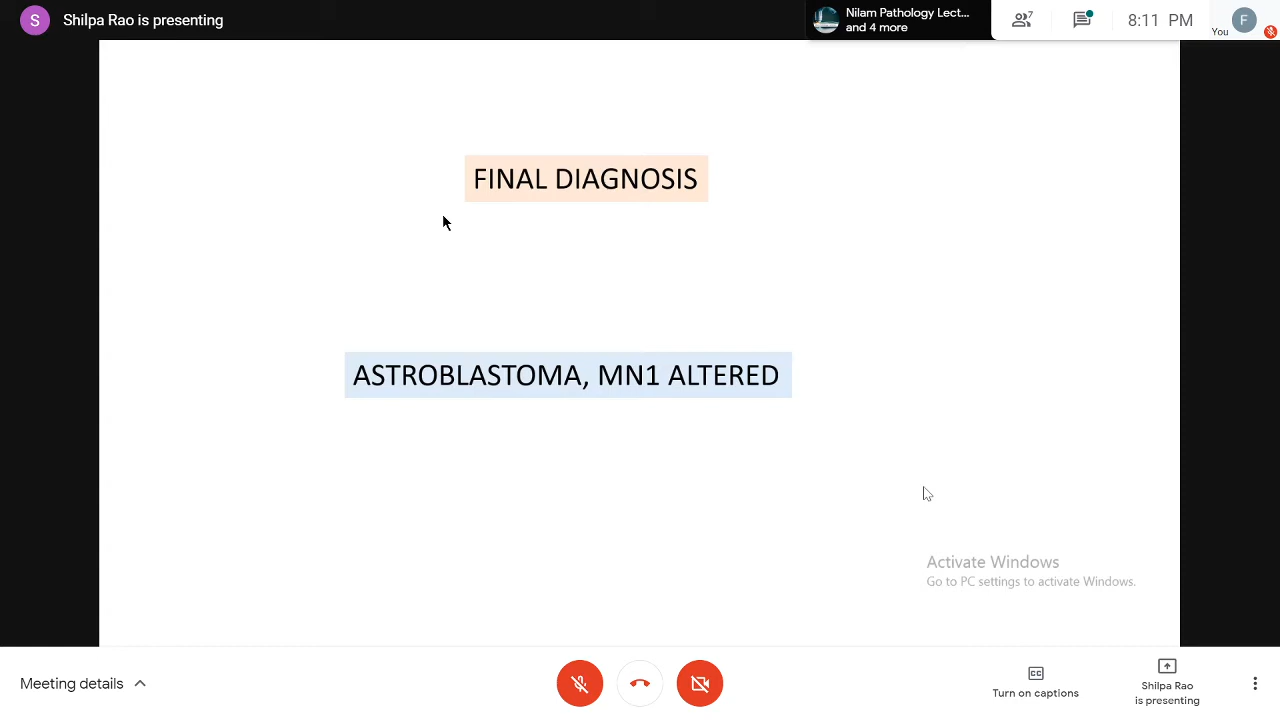 S
Shilpa Rao is presenting
Nilam Pathology Lect...
and 4 more
7
8:11 PM
You
F
FINAL DIAGNOSIS
ASTROBLASTOMA, MN1 ALTERED
Activate Windows
Go to PC settings to activate Windows.
Meeting details
CC
Turn on captions
Shilpa Rao
is presenting